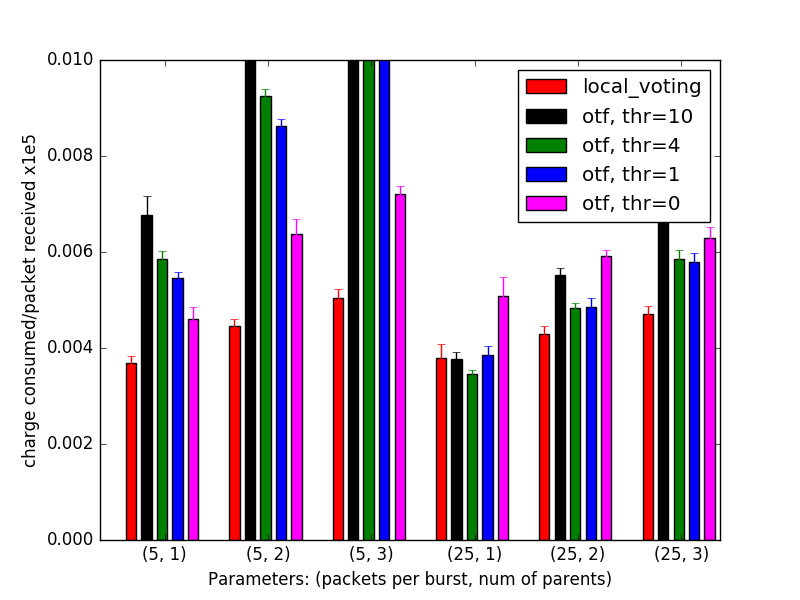 0.010
0.008
0.006
0.004
0.002
0.000
charge consumed/packet received x1e5
local_voting
otf, thr=10
otf, thr=4
otf, thr=1
otf, thr=0
(5, 1) (5, 2) (5, 3) (25, 1) (25, 2) (25, 3)
Parameters: (packets per burst, num of parents)